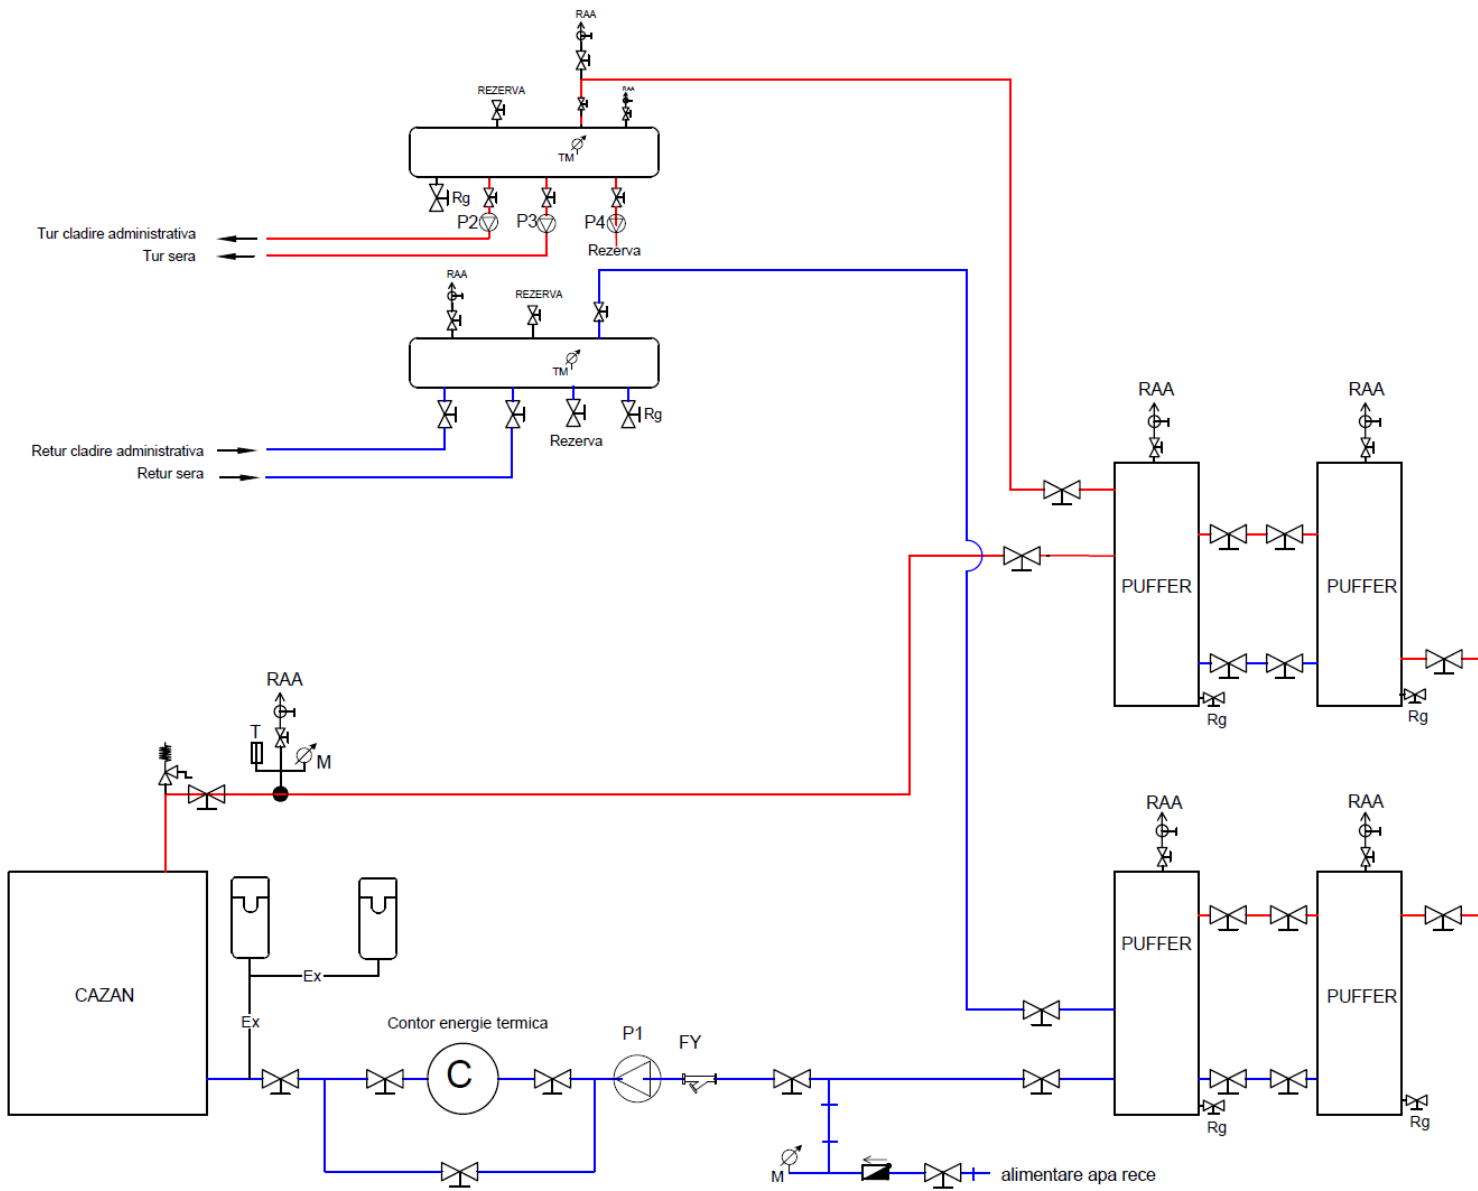 RAA
REZERVA
RAA
TM
Rg
P2
P3
P4
Rezerva
Tur cladire administrativa
Tur sera
RAA
REZERVA
TM
Rg
Rezerva
Retur cladire administrativa
Retur sera
RAA
RAA
PUFFER
PUFFER
Rg
Rg
RAA
T
M
RAA
RAA
PUFFER
PUFFER
Rg
Rg
CAZAN
Ex
Ex
Contor energie termica
C
P1
FY
M
alimentare apa rece